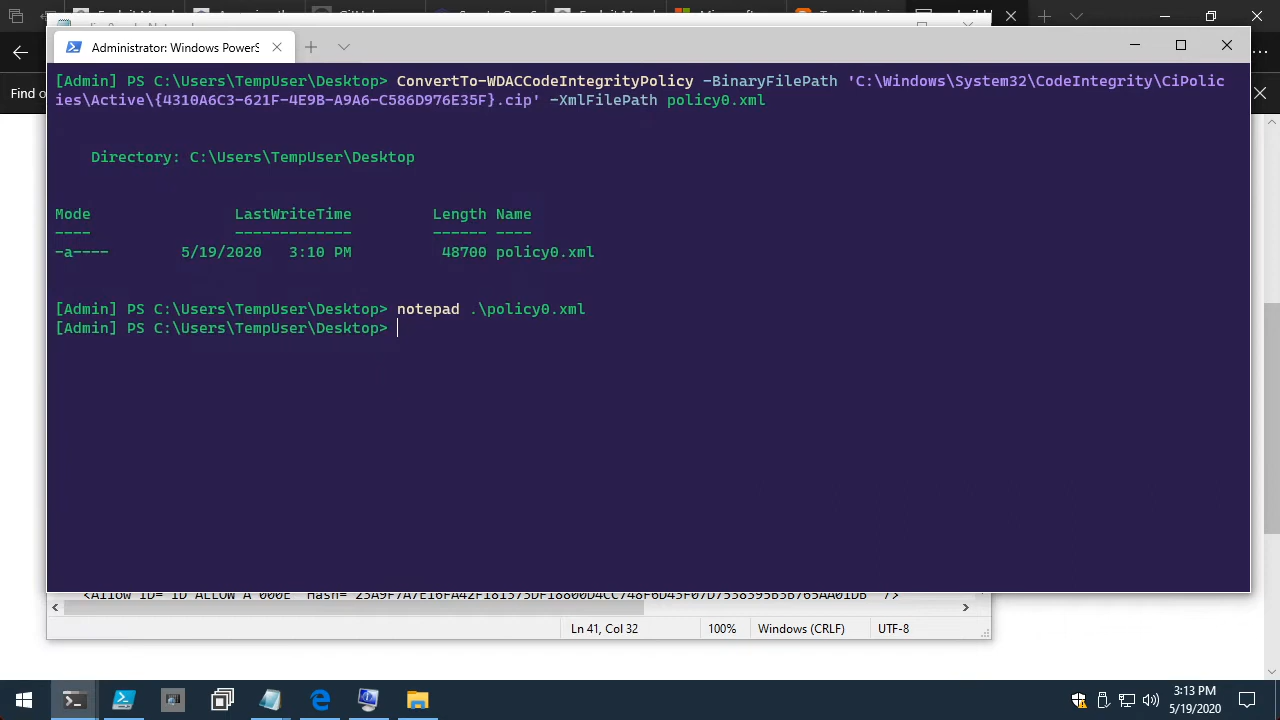 Administrator: Windows PowerS
Find o
[Admin] PS C:\Users\TempUser\Desktop> ConvertTo-WDACCodeIntegrityPolicy -BinaryFilePath 'C:\Windows\System32\CodeIntegrity\CiPolic
ies\Active\{4310A6C3-621F-4E9B-A9A6-C586D976E35F}.cip' -XmlFilePath policy0.xml
Directory: C:\Users\TempUser\Desktop
Mode LastWriteTime Length Name
---- ------------- ------ ----
-a---- 5/19/2020 3:10 PM 48700 policy0.xml
[Admin] PS C:\Users\TempUser\Desktop> notepad .\policy0.xml
[Admin] PS C:\Users\TempUser\Desktop>
Ln 41, Col 32 100% Windows (CRLF) UTF-8
3:13 PM
5/19/2020